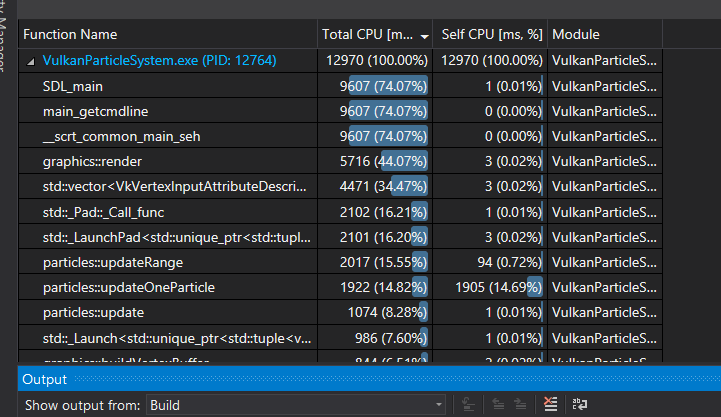 ty Manager
Function Name Total CPU [m... Self CPU [ms, %] Module
VulkanParticleSystem.exe (PID: 12764) 12970 (100.00%) 12970 (100.00%) VulkanParticleS...
SDL_main 9607 (74.07%) 1 (0.01%) VulkanParticleS...
main_getcmdline 9607 (74.07%) 0 (0.00%) VulkanParticleS...
__scrt_common_main_seh 9607 (74.07%) 0 (0.00%) VulkanParticleS...
graphics::render 5716 (44.07%) 3 (0.02%) VulkanParticleS...
std::vector<VkVertexInputAttributeDescri... 4471 (34.47%) 3 (0.02%) VulkanParticleS...
std::_Pad::_Call_func 2102 (16.21%) 1 (0.01%) VulkanParticleS...
std::_LaunchPad<std::unique_ptr<std::tupl... 2101 (16.20%) 3 (0.02%) VulkanParticleS...
particles::updateRange 2017 (15.55%) 94 (0.72%) VulkanParticleS...
particles::updateOneParticle 1922 (14.82%) 1905 (14.69%) VulkanParticleS...
particles::update 1074 (8.28%) 1 (0.01%) VulkanParticleS...
std::_Launch<std::unique_ptr<std::tuple<v... 986 (7.60%) 1 (0.01%) VulkanParticleS...
graphics::buildVertexBuffer 844 (6.51%) 2 (0.02%) VulkanParticleS...
Output
Show output from: Build